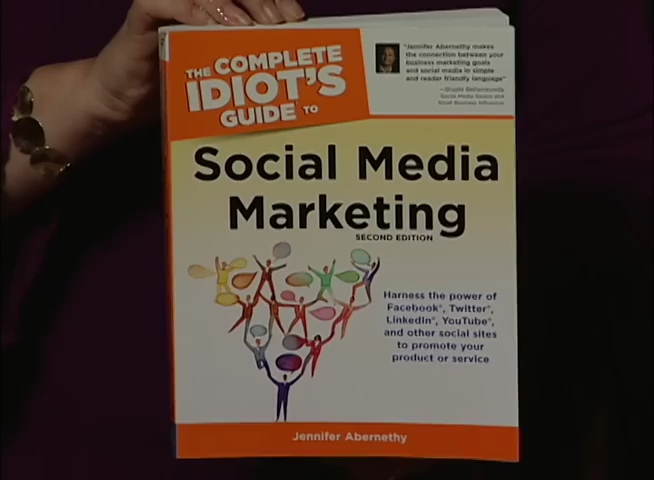 THE COMPLETE
IDIOT'S
GUIDE TO
"Jennifer Abernethy makes
the connection between your
business marketing goals
and social media in simple
and reader friendly language"
Social Media
Marketing
SECOND EDITION
Harness the power of
Facebook®, Twitter®,
LinkedIn®, YouTube®,
and other social sites
to promote your
product or service
Jennifer Abernethy